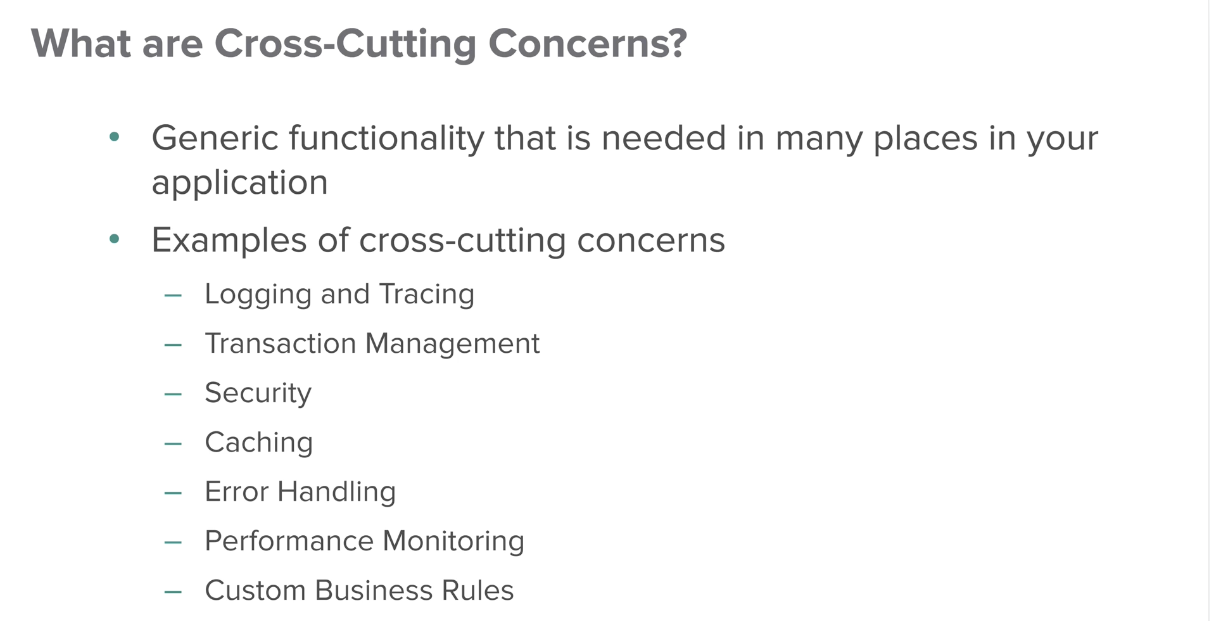 What are Cross-Cutting Concerns?
• Generic functionality that is needed in many places in your
application
• Examples of cross-cutting concerns
– Logging and Tracing
– Transaction Management
– Security
– Caching
– Error Handling
– Performance Monitoring
– Custom Business Rules